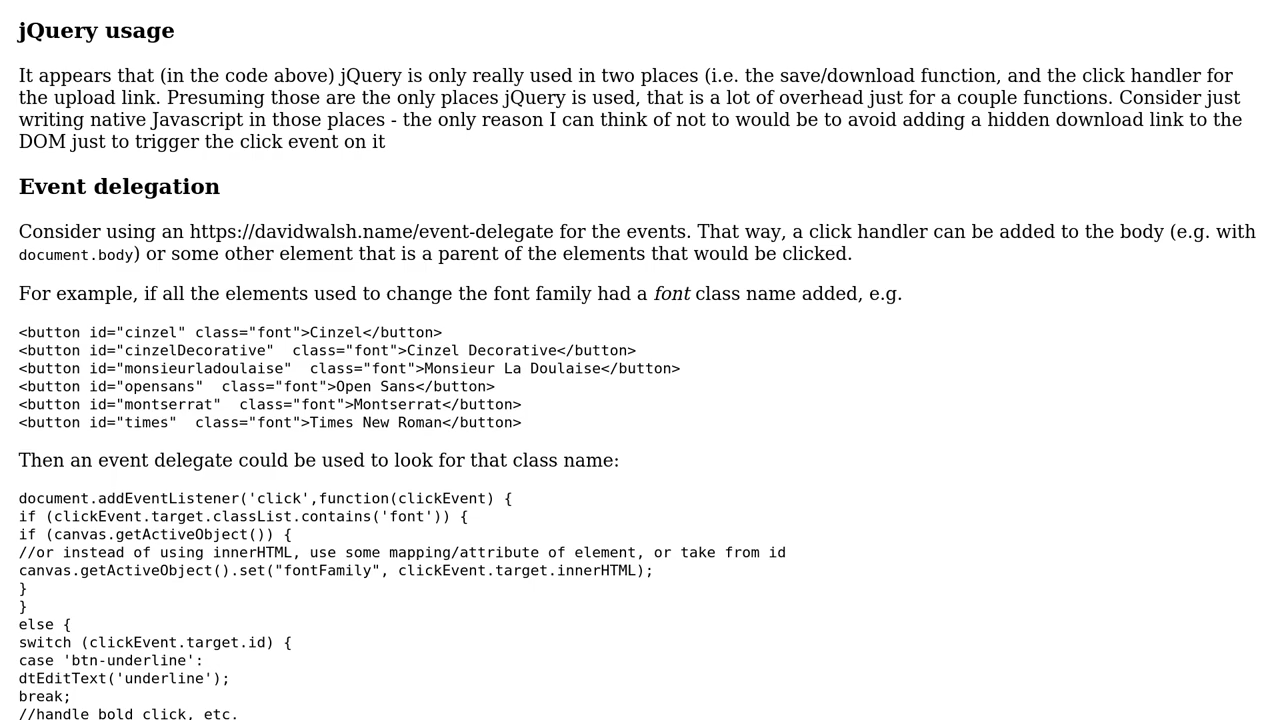 jQuery usage
It appears that (in the code above) jQuery is only really used in two places (i.e. the save/download function, and the click handler for
the upload link. Presuming those are the only places jQuery is used, that is a lot of overhead just for a couple functions. Consider just
writing native Javascript in those places - the only reason I can think of not to would be to avoid adding a hidden download link to the
DOM just to trigger the click event on it
Event delegation
Consider using an https://davidwalsh.name/event-delegate for the events. That way, a click handler can be added to the body (e.g. with
document.body) or some other element that is a parent of the elements that would be clicked.
For example, if all the elements used to change the font family had a font class name added, e.g.
<button id="cinzel" class="font">Cinzel</button>
<button id="cinzelDecorative"  class="font">Cinzel Decorative</button>
<button id="monsieurladoulaise"  class="font">Monsieur La Doulaise</button>
<button id="opensans"  class="font">Open Sans</button>
<button id="montserrat"  class="font">Montserrat</button>
<button id="times"  class="font">Times New Roman</button>
Then an event delegate could be used to look for that class name:
document.addEventListener('click',function(clickEvent) {
if (clickEvent.target.classList.contains('font')) {
if (canvas.getActiveObject()) {
//or instead of using innerHTML, use some mapping/attribute of element, or take from id
canvas.getActiveObject().set("fontFamily", clickEvent.target.innerHTML);
}
}
else {
switch (clickEvent.target.id) {
case 'btn-underline':
dtEditText('underline');
break;
//handle bold click, etc.